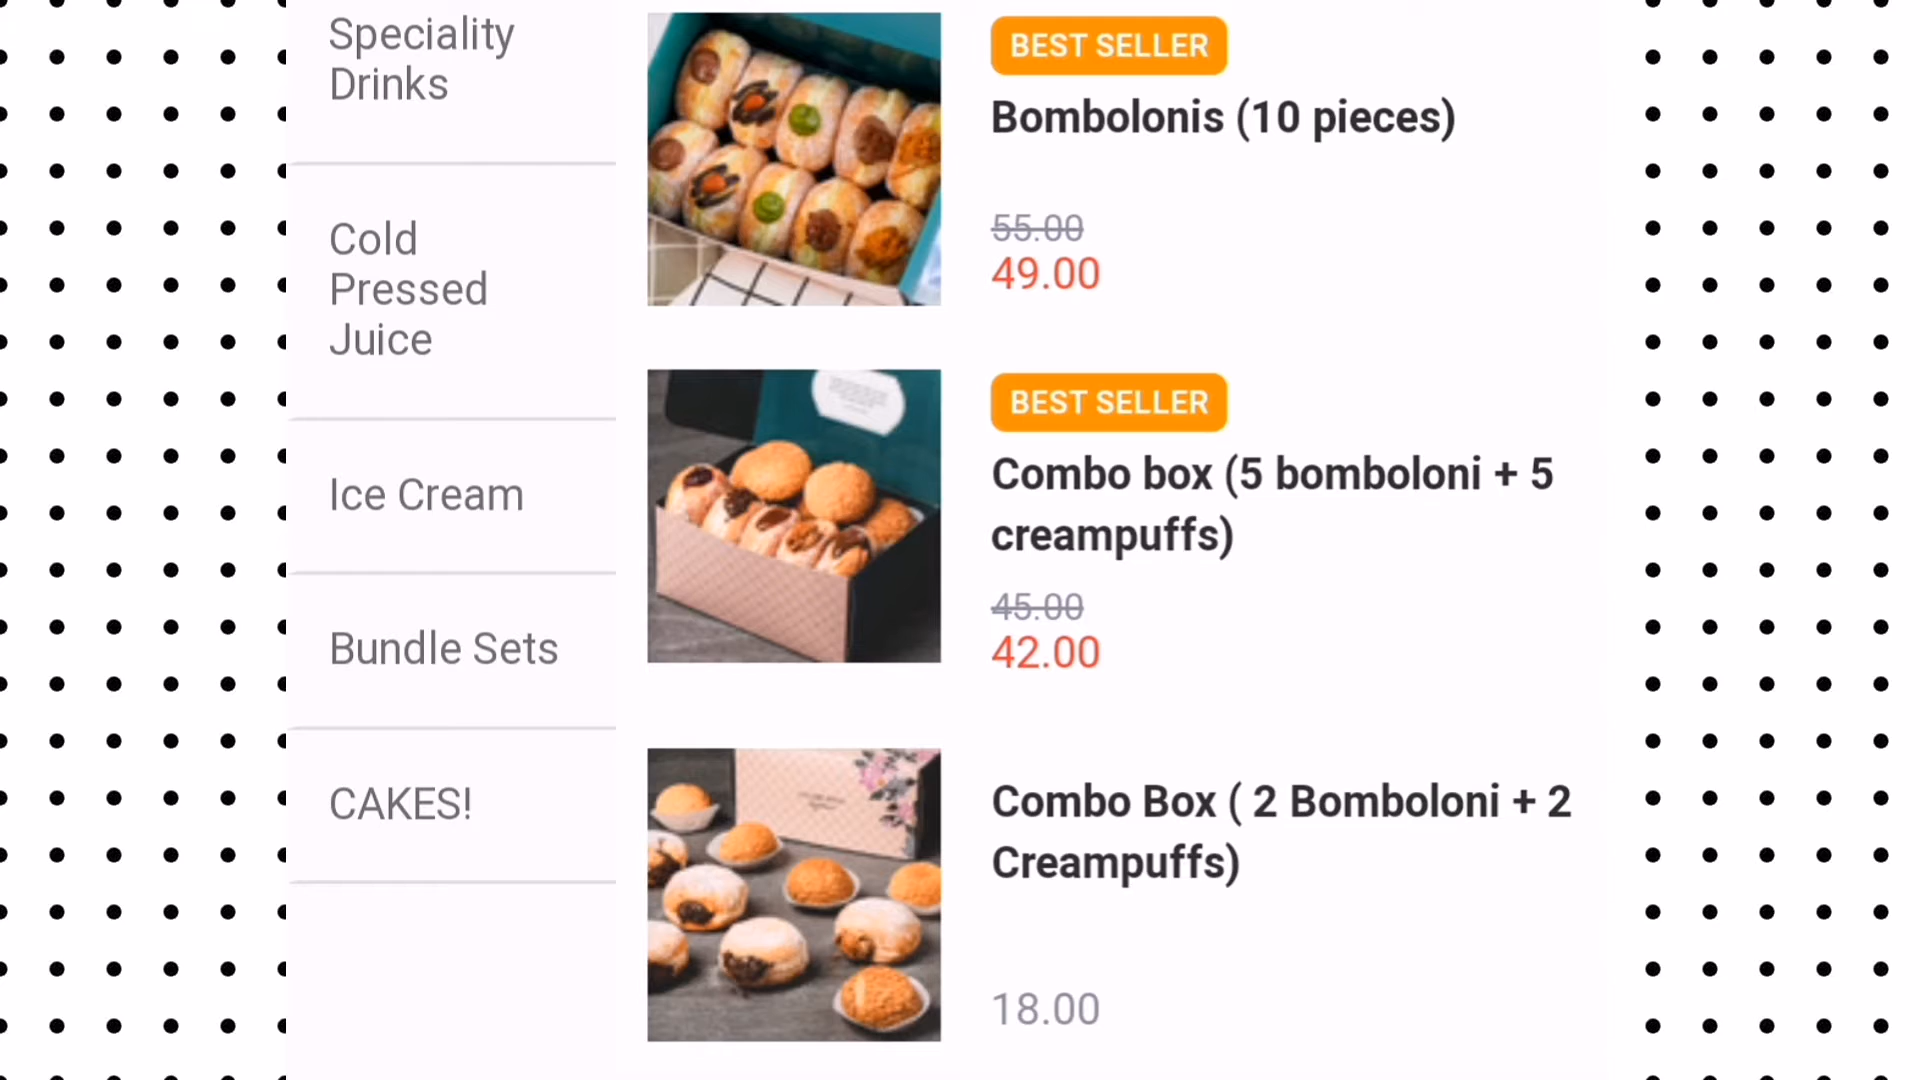 Speciality
Drinks
Cold
Pressed
Juice
Ice Cream
Bundle Sets
CAKES!
BEST SELLER
Bombolonis (10 pieces)
55.00
49.00
BEST SELLER
Combo box (5 bomboloni + 5
creampuffs)
45.00
42.00
Combo Box ( 2 Bomboloni + 2
Creampuffs)
18.00